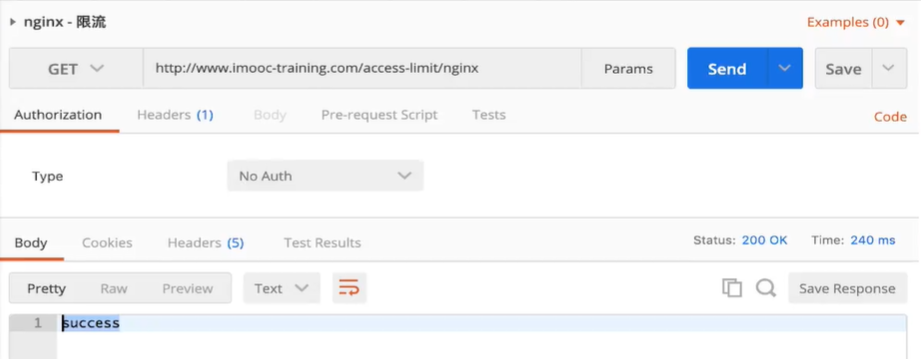 nginx - 限流 Examples (0)
GET http://www.imooc-training.com/access-limit/nginx Params Send Save
Authorization Headers (1) Body Pre-request Script Tests Code
Type No Auth
Body Cookies Headers (5) Test Results Status: 200 OK Time: 240 ms
Pretty Raw Preview Text Save Response
1 success